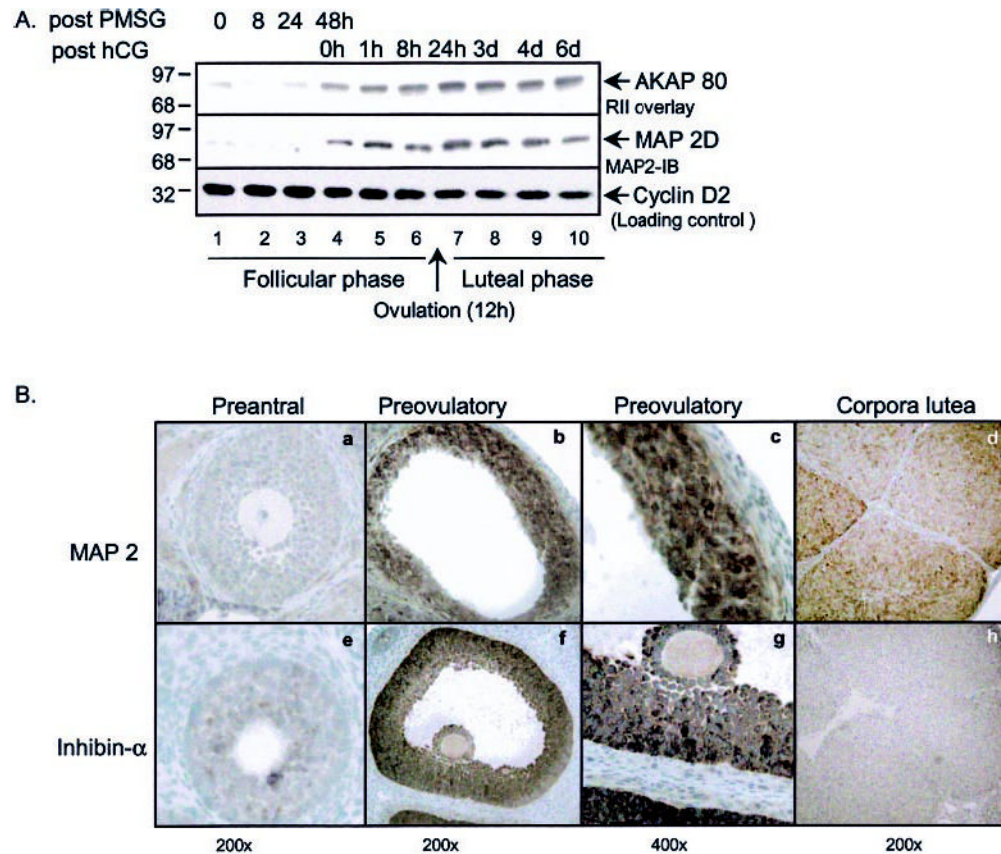 A. post PMSG 0 8 24 48h
post hCG 0h 1h 8h 24h 3d 4d 6d
97
68
AKAP 80
RII overlay
97
68
MAP 2D
MAP2-IB
32
Cyclin D2
(Loading control )
1 2 3 4 5 6 7 8 9 10
Follicular phase Luteal phase
Ovulation (12h)
B.
Preantral Preovulatory Preovulatory Corpora lutea
a b c d
MAP 2
e f g h
Inhibin-α
200x 200x 400x 200x